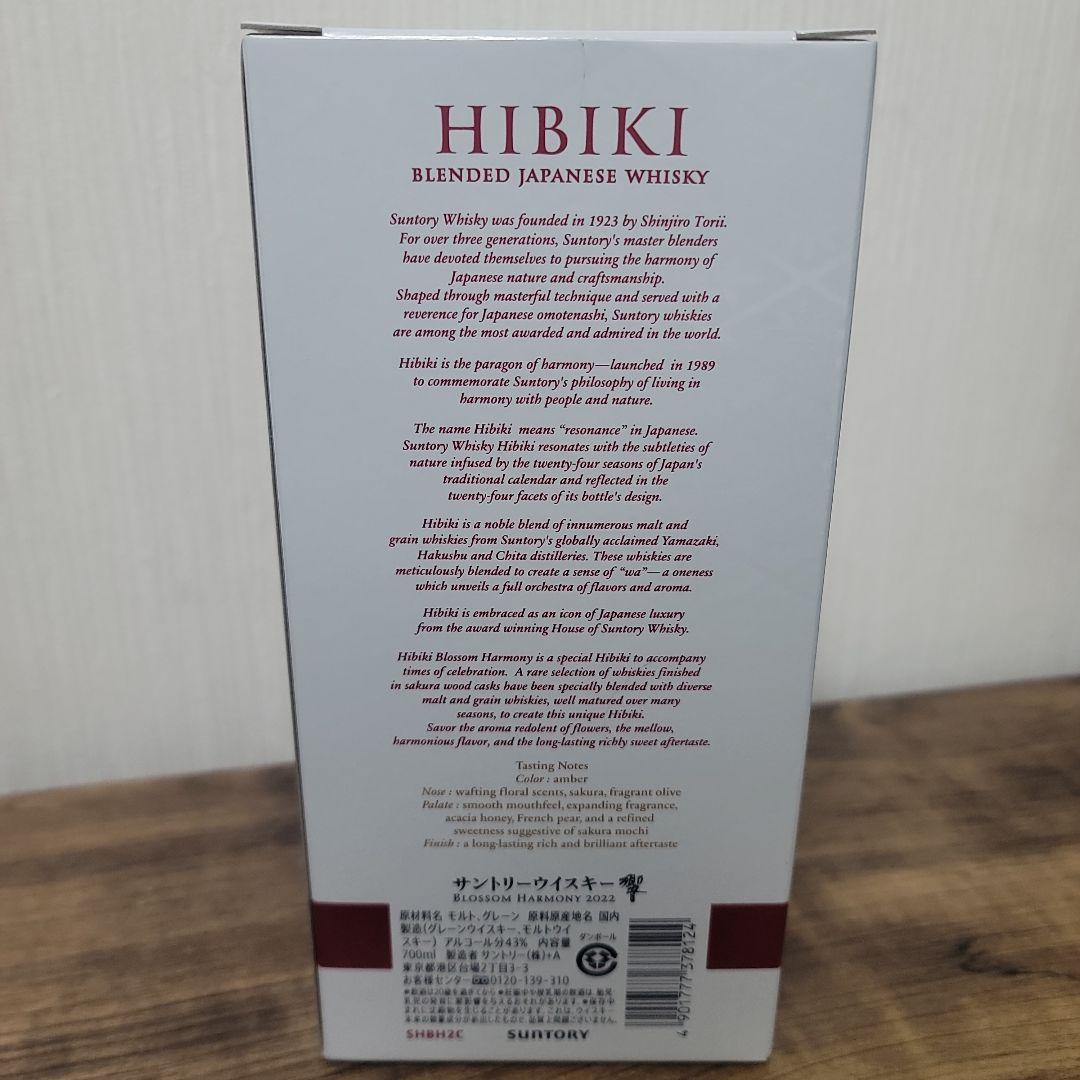 HIBIKI
BLENDED JAPANESE WHISKY
Suntory Whisky was founded in 1923 by Shinjiro Torii.
For over three generations, Suntory's master blenders
have devoted themselves to pursuing the harmony of
Japanese nature and craftsmanship.
Shaped through masterful technique and served with a
reverence for Japanese omotenashi, Suntory whiskies
are among the most awarded and admired in the world.
Hibiki is the paragon of harmony—launched in 1989
to commemorate Suntory's philosophy of living in
harmony with people and nature.
The name Hibiki means “resonance” in Japanese.
Suntory Whisky Hibiki resonates with the subtleties of
nature infused by the twenty-four seasons of Japan's
traditional calendar and reflected in the
twenty-four facets of its bottle's design.
Hibiki is a noble blend of innumerous malt and
grain whiskies from Suntory's globally acclaimed Yamazaki,
Hakushu and Chita distilleries. These whiskies are
meticulously blended to create a sense of “wa”— a oneness
which unveils a full orchestra of flavors and aroma.
Hibiki is embraced as an icon of Japanese luxury
from the award winning House of Suntory Whisky.
Hibiki Blossom Harmony is a special Hibiki to accompany
times of celebration. A rare selection of whiskies finished
in sakura wood casks have been specially blended with diverse
malt and grain whiskies, well matured over many
seasons, to create this unique Hibiki.
Savor the aroma redolent of flowers, the mellow,
harmonious flavor, and the long-lasting richly sweet aftertaste.
Tasting Notes
Color : amber
Nose : wafting floral scents, sakura, fragrant olive
Palate : smooth mouthfeel, expanding fragrance,
acacia honey, French pear, and a refined
sweetness suggestive of sakura mochi
Finish : a long-lasting rich and brilliant aftertaste
サントリーウイスキー 響
BLOSSOM HARMONY 2022
原材料名 モルト、グレーン 原料原産地名 国内
製造(グレーンウイスキー、モルトウイ
スキー) アルコール分43% 内容量
700ml 製造者 サントリー(株)+A
東京都港区台場2丁目3-3
お客様センター 0120-139-310
ダンボール
4 901777 378124
SHBH2C
SUNTORY